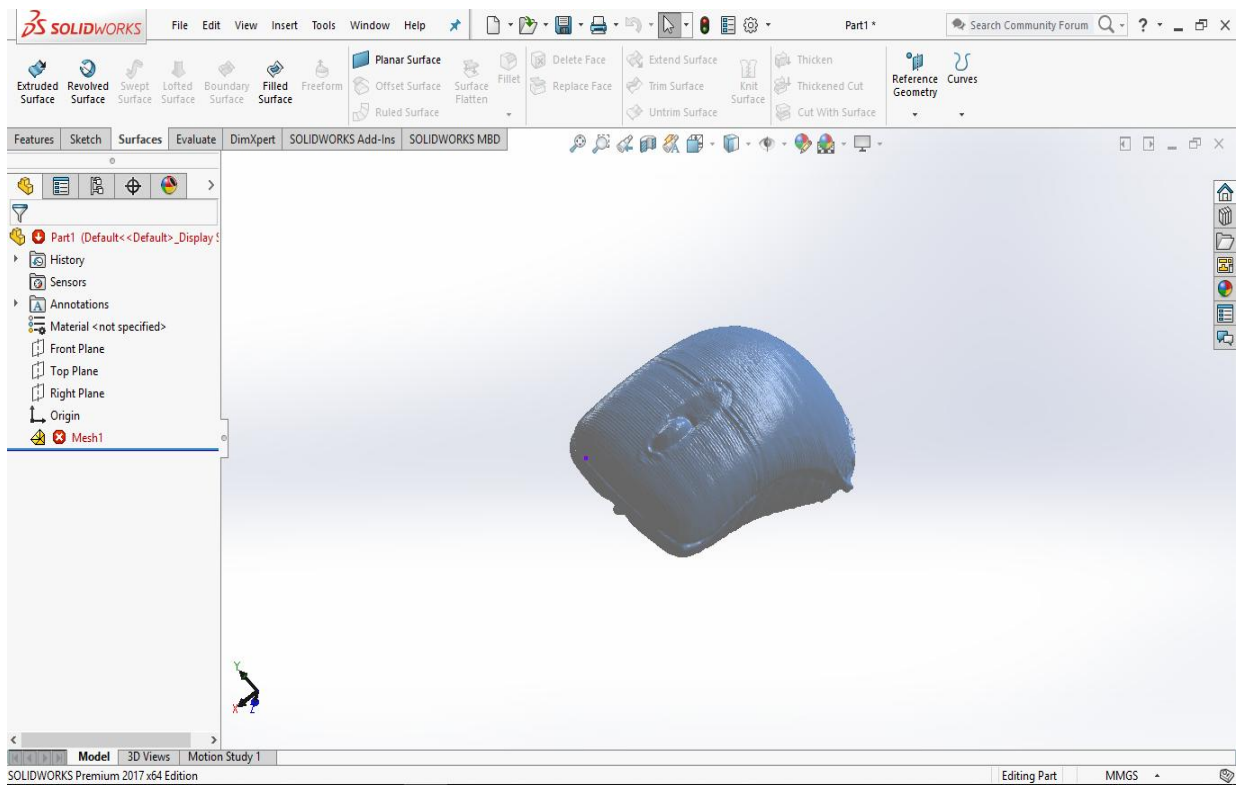 SOLIDWORKS File Edit View Insert Tools Window Help Part1 * Search Community Forum ?
Extruded Surface
Revolved Surface
Swept Surface
Lofted Surface
Boundary Surface
Filled Surface
Freeform
Planar Surface
Offset Surface
Ruled Surface
Surface Flatten
Fillet
Delete Face
Replace Face
Extend Surface
Trim Surface
Untrim Surface
Knit Surface
Thicken
Thickened Cut
Cut With Surface
Reference Geometry
Curves
Features Sketch Surfaces Evaluate DimXpert SOLIDWORKS Add-Ins SOLIDWORKS MBD
Part1 (Default<<Default>_Display S
History
Sensors
A Annotations
Material <not specified>
Front Plane
Top Plane
Right Plane
Origin
Mesh1
Y
X Z
Model 3D Views Motion Study 1
SOLIDWORKS Premium 2017 x64 Edition Editing Part MMGS